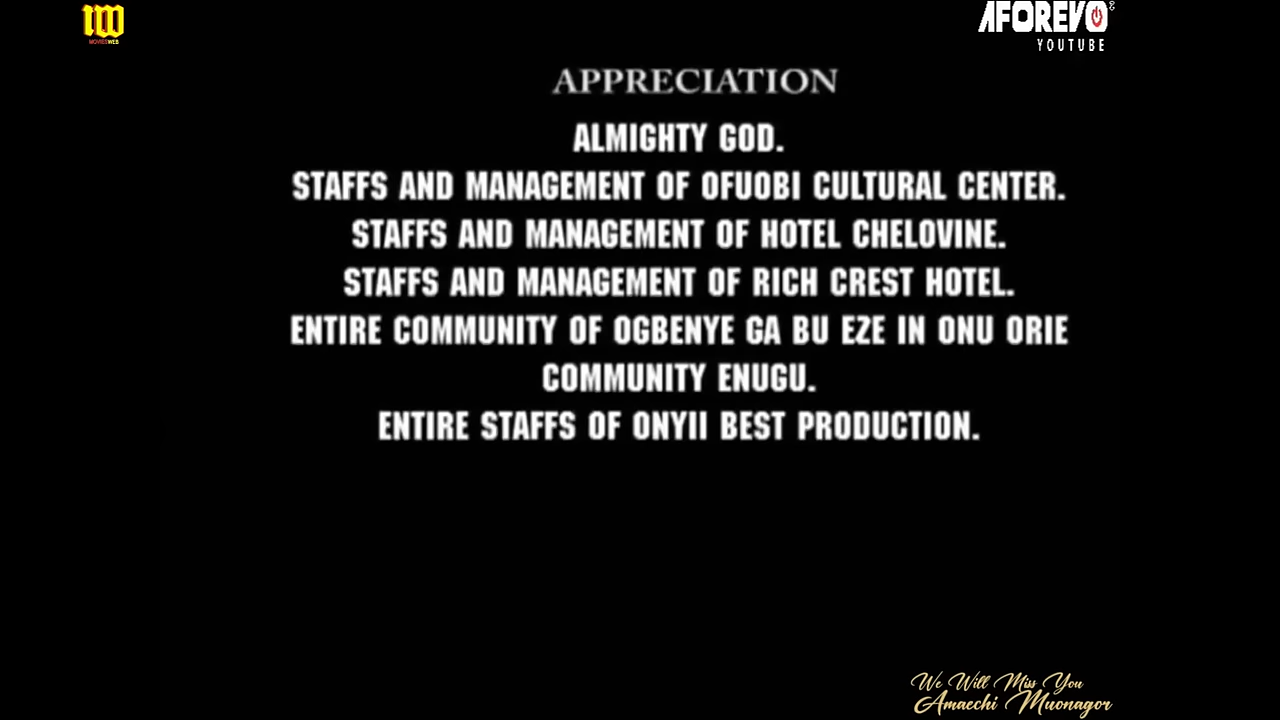 MOVIESWEB
AFOREVO
YOUTUBE
APPRECIATION
ALMIGHTY GOD.
STAFFS AND MANAGEMENT OF OFUOBI CULTURAL CENTER.
STAFFS AND MANAGEMENT OF HOTEL CHELOVINE.
STAFFS AND MANAGEMENT OF RICH CREST HOTEL.
ENTIRE COMMUNITY OF OGBENYE GA BU EZE IN ONU ORIE
COMMUNITY ENUGU.
ENTIRE STAFFS OF ONYII BEST PRODUCTION.
We Will Miss You
Amaechi Muonagor